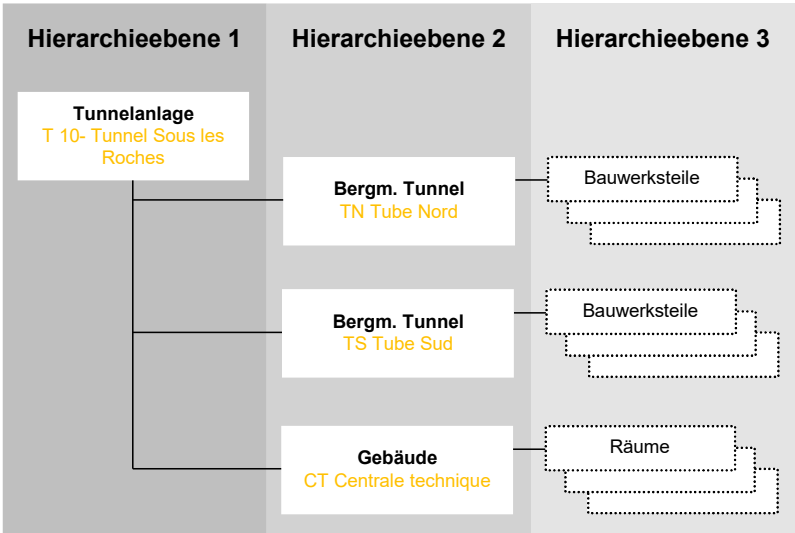 Hierarchieebene 1
Hierarchieebene 2
Hierarchieebene 3
Tunnelanlage
T 10- Tunnel Sous les
Roches
Bergm. Tunnel
TN Tube Nord
Bauwerksteile
Bergm. Tunnel
TS Tube Sud
Bauwerksteile
Gebäude
CT Centrale technique
Räume